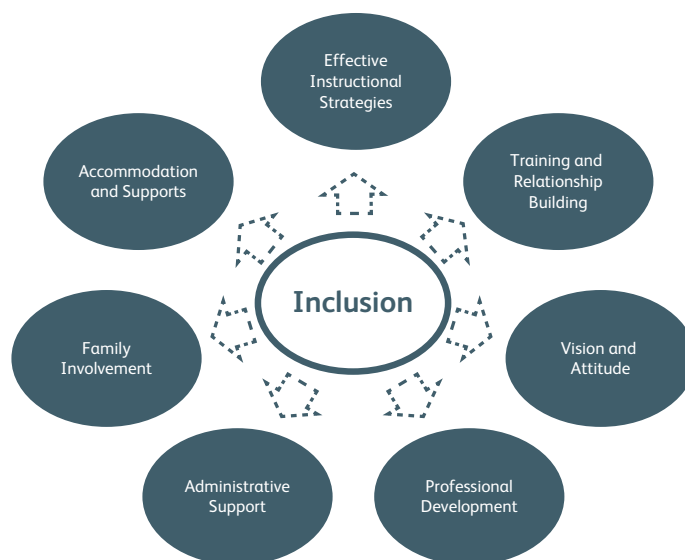 Effective
Instructional
Strategies
Training and
Relationship
Building
Accommodation
and Supports
Inclusion
Vision and
Attitude
Family
Involvement
Professional
Development
Administrative
Support